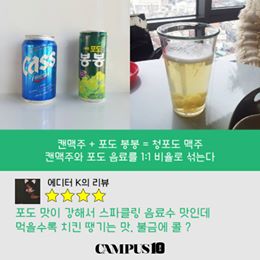 Cass
포도
봉봉
캔맥주 + 포도 봉봉 = 청포도 맥주
캔맥주와 포도 음료를 1:1 비율로 섞는다
에디터 K의 리뷰
포도 맛이 강해서 스파클링 음료수 맛인데
먹을수록 치킨 땡기는 맛, 불금에 콜 ?
CAMPUS10